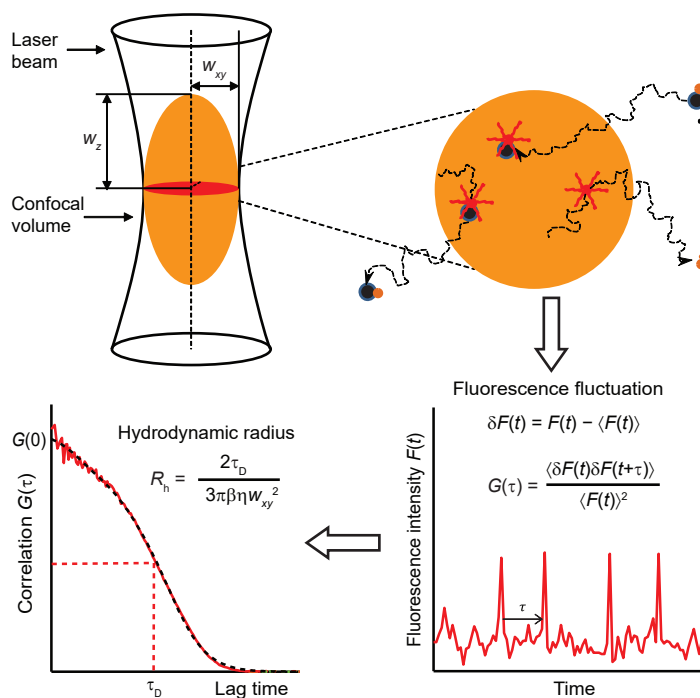 Laser
beam
w_xy
w_z
Confocal
volume
Fluorescence fluctuation
δF(t) = F(t) − ⟨F(t)⟩
G(τ) = ⟨δF(t)δF(t+τ)⟩ / ⟨F(t)⟩²
Fluorescence intensity F(t)
τ
Time
Hydrodynamic radius
R_h = 2τ_D / 3πβηw_xy²
G(0)
Correlation G(τ)
τ_D
Lag time